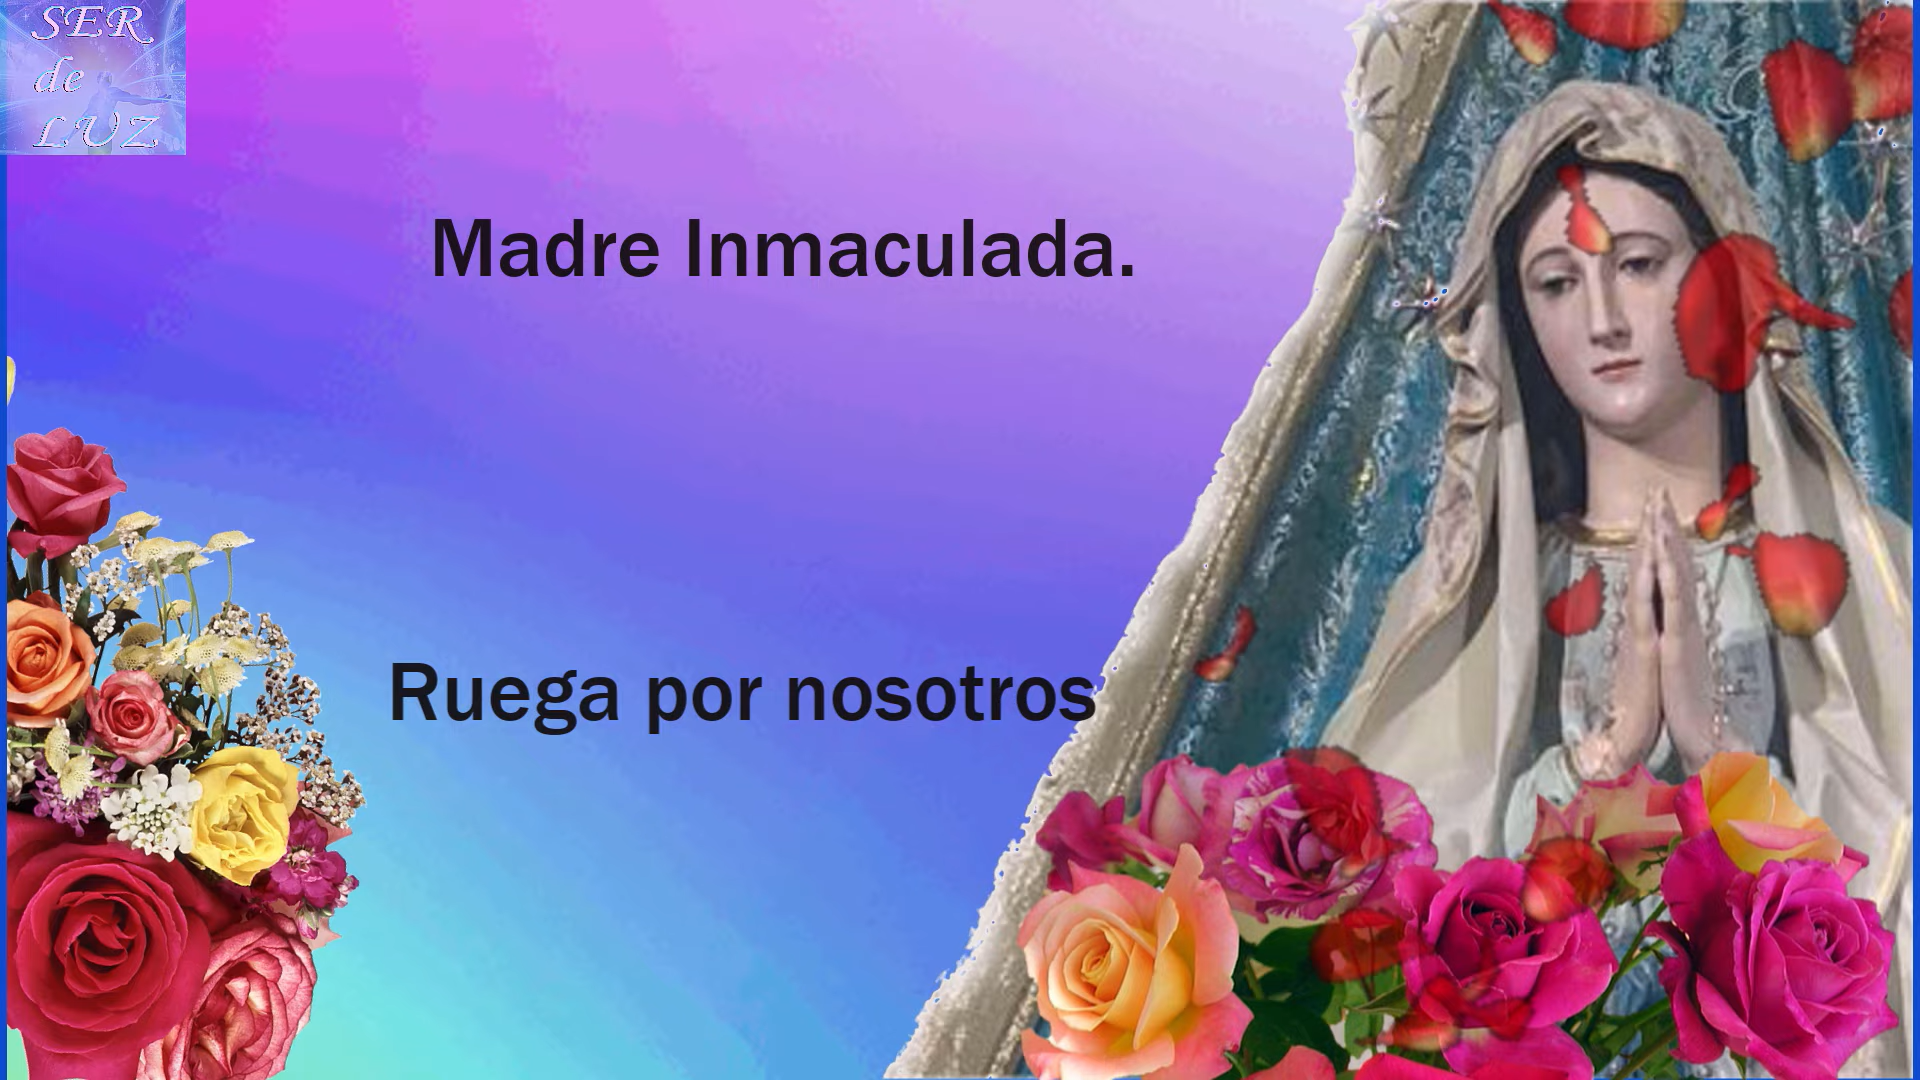 SER
de
LUZ
Madre Inmaculada.
Ruega por nosotros